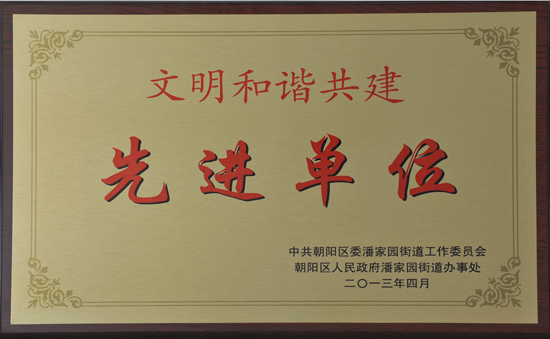 文明和谐共建
先进单位
中共朝阳区委潘家园街道工作委员会
朝阳区人民政府潘家园街道办事处
二〇一三年四月